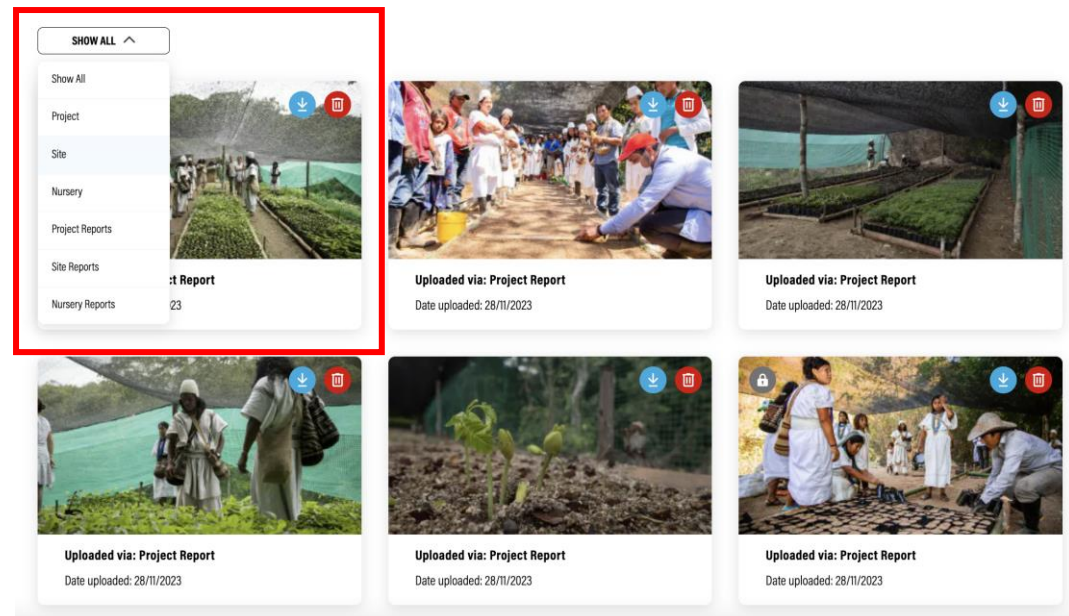 SHOW ALL
Show All
Project
Site
Nursery
Project Reports
Site Reports
Nursery Reports
ct Report
23
Uploaded via: Project Report
Date uploaded: 28/11/2023
Uploaded via: Project Report
Date uploaded: 28/11/2023
Uploaded via: Project Report
Date uploaded: 28/11/2023
Uploaded via: Project Report
Date uploaded: 28/11/2023
Uploaded via: Project Report
Date uploaded: 28/11/2023